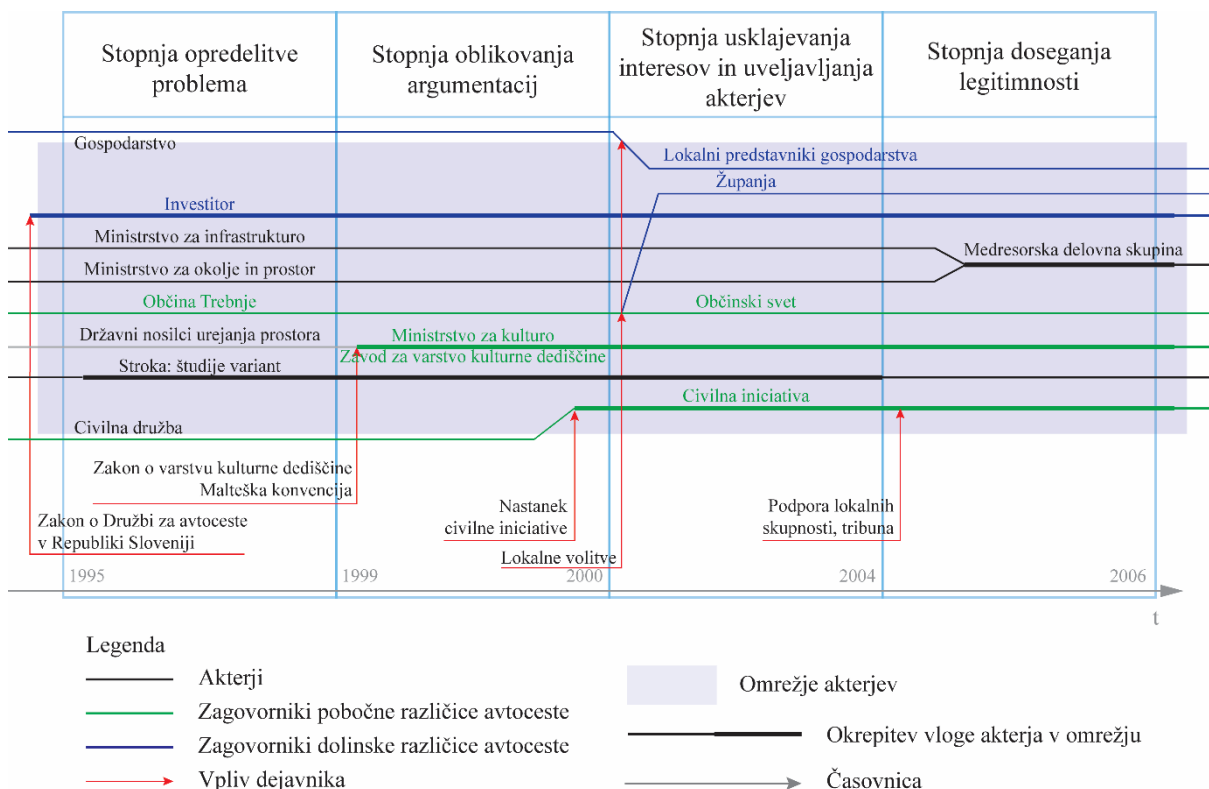 Stopnja opredelitve
problema
Stopnja oblikovanja
argumentacij
Stopnja usklajevanja
interesov in uveljavljanja
akterjev
Stopnja doseganja
legitimnosti
Gospodarstvo
Lokalni predstavniki gospodarstva
Županja
Investitor
Ministrstvo za infrastrukturo
Medresorska delovna skupina
Ministrstvo za okolje in prostor
Občina Trebnje
Občinski svet
Državni nosilci urejanja prostora
Ministrstvo za kulturo
Zavod za varstvo kulturne dediščine
Stroka: študije variant
Civilna iniciativa
Civilna družba
Zakon o varstvu kulturne dediščine
Malteška konvencija
Nastanek
civilne iniciative
Podpora lokalnih
skupnosti, tribuna
Zakon o Družbi za avtoceste
v Republiki Sloveniji
Lokalne volitve
1995
1999
2000
2004
2006
t
Legenda
Akterji
Zagovorniki pobočne različice avtoceste
Zagovorniki dolinske različice avtoceste
Vpliv dejavnika
Omrežje akterjev
Okrepitev vloge akterja v omrežju
Časovnica